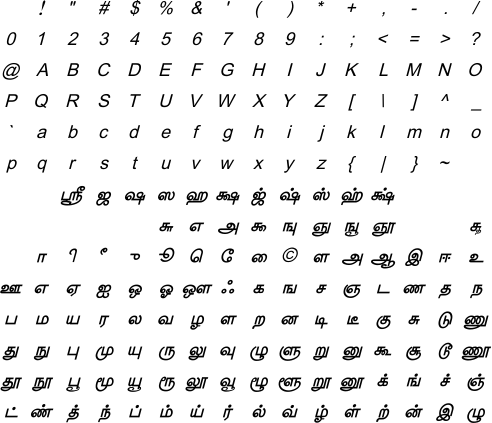 ! " # $ % & ' ( ) * + , - . /
0 1 2 3 4 5 6 7 8 9 : ; < = > ?
@ A B C D E F G H I J K L M N O
P Q R S T U V W X Y Z [ \ ] ^ _
` a b c d e f g h i j k l m n o
p q r s t u v w x y z { | } ~
ஸ்ரீ ஜ ஷ ஸ ஹ க்ஷ ஜ் ஷ் ஸ் ஹ் க்ஷ்
எ அ ஙு ஞு ஞூ
ா ி ீ ு ூ ெ ே ை © ள அ ஆ இ ஈ உ
ஊ எ ஏ ஐ ஒ ஓ ஔ ஃ க ங ச ஞ ட ண த ந
ப ம ய ர ல வ ழ ள ற ன டி டீ கு சு டு ணு
து நு பு மு யு ரு லு வு ழு ளு று னு கூ சூ டூ ணூ
தூ நூ பூ மூ யூ ரூ லூ வூ ழூ ளூ றூ னூ க் ங் ச் ஞ்
ட் ண் த் ந் ப் ம் ய் ர் ல் வ் ழ் ள் ற் ன் இ ழு